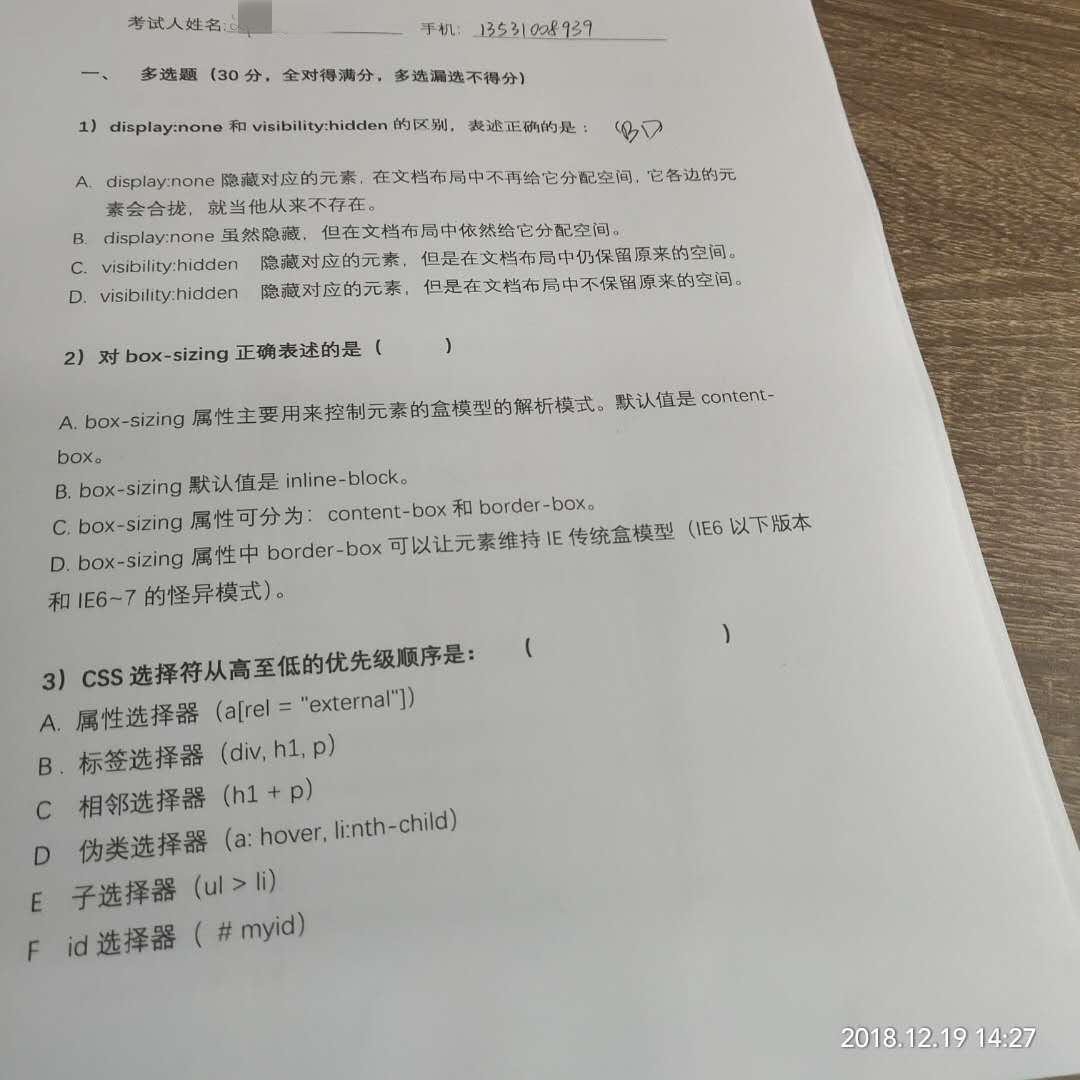 考试人姓名: 手机: 13531008939
一、 多选题（30 分，全对得满分，多选漏选不得分）
1）display:none 和 visibility:hidden 的区别，表述正确的是： (BD)
A. display:none 隐藏对应的元素，在文档布局中不再给它分配空间，它各边的元
素会合拢，就当他从来不存在。
B. display:none 虽然隐藏，但在文档布局中依然给它分配空间。
C. visibility:hidden 隐藏对应的元素，但是在文档布局中仍保留原来的空间。
D. visibility:hidden 隐藏对应的元素，但是在文档布局中不保留原来的空间。
2）对 box-sizing 正确表述的是（ ）
A. box-sizing 属性主要用来控制元素的盒模型的解析模式。默认值是 content-
box。
B. box-sizing 默认值是 inline-block。
C. box-sizing 属性可分为：content-box 和 border-box。
D. box-sizing 属性中 border-box 可以让元素维持 IE 传统盒模型（IE6 以下版本
和 IE6~7 的怪异模式）。
3）CSS 选择符从高至低的优先级顺序是： （ ）
A. 属性选择器（a[rel = "external"]）
B . 标签选择器（div, h1, p）
C 相邻选择器（h1 + p）
D 伪类选择器（a: hover, li:nth-child）
E 子选择器（ul > li）
F id 选择器（ # myid）
2018.12.19 14:27